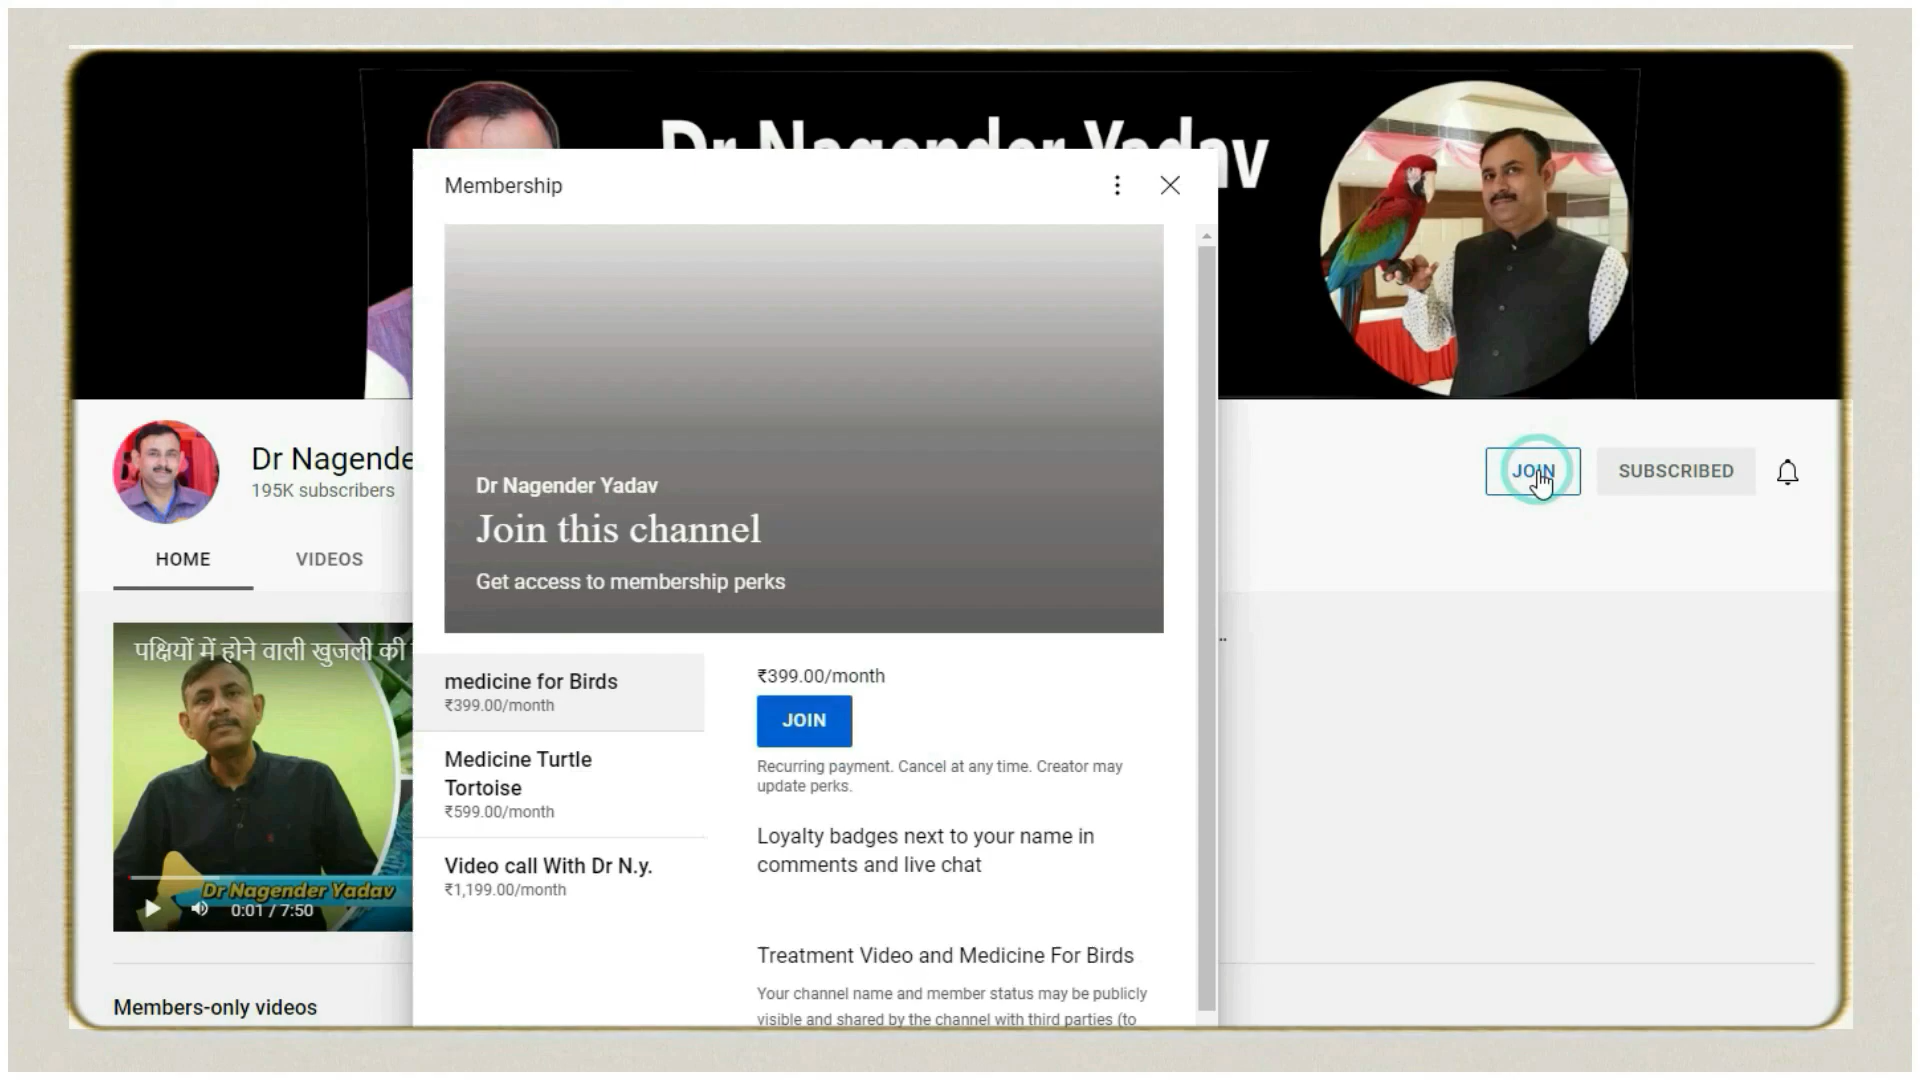 Dr Nagender Yadav
Membership
Dr Nagender Yadav
Join this channel
Get access to membership perks
Dr Nagende
195K subscribers
JOIN
SUBSCRIBED
HOME
VIDEOS
पक्षियों में होने वाली खुजली की
Dr Nagender Yadav
0:01 / 7:50
medicine for Birds
₹399.00/month
Medicine Turtle
Tortoise
₹599.00/month
Video call With Dr N.y.
₹1,199.00/month
₹399.00/month
JOIN
Recurring payment. Cancel at any time. Creator may
update perks.
Loyalty badges next to your name in
comments and live chat
Treatment Video and Medicine For Birds
Your channel name and member status may be publicly
visible and shared by the channel with third parties (to
Members-only videos